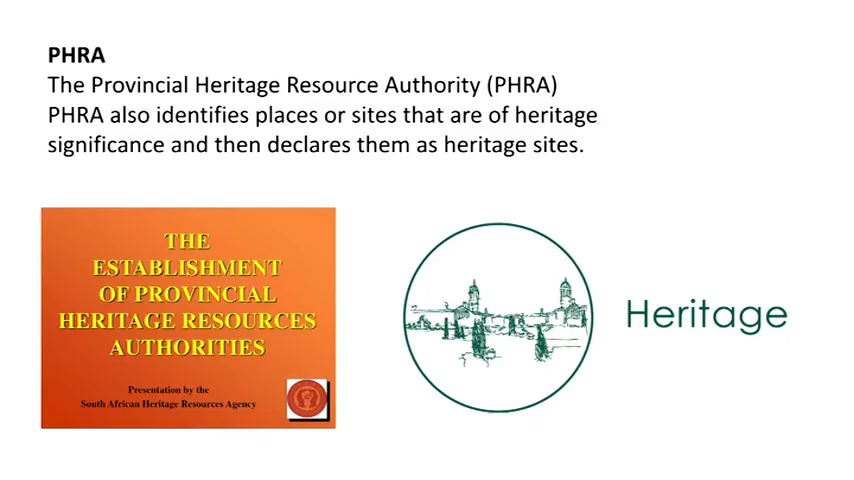 PHRA
The Provincial Heritage Resource Authority (PHRA)
PHRA also identifies places or sites that are of heritage
significance and then declares them as heritage sites.
THE
ESTABLISHMENT
OF PROVINCIAL
HERITAGE RESOURCES
AUTHORITIES
Presentation by the
South African Heritage Resources Agency
Heritage